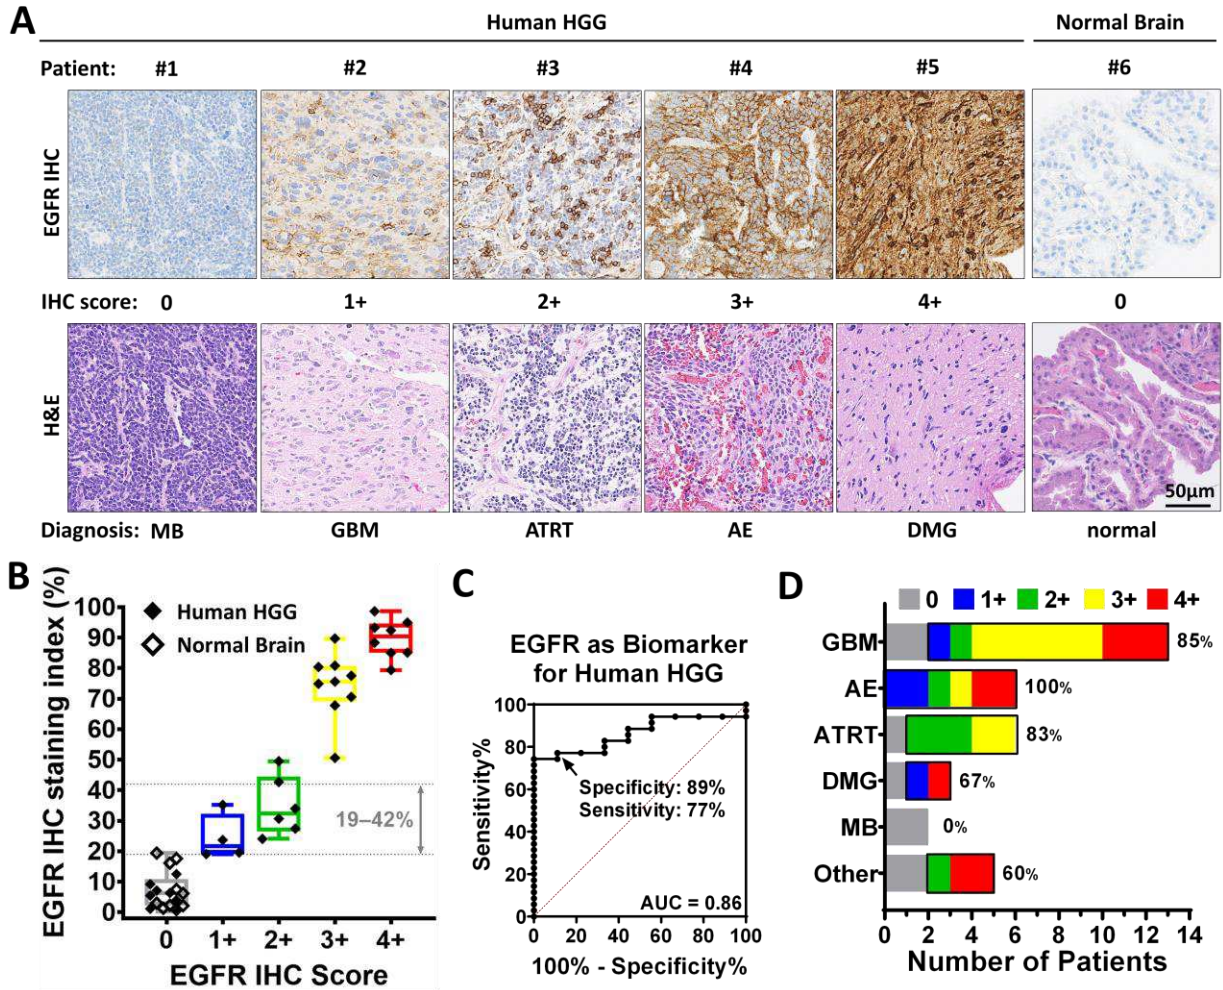 A
Human HGG
Normal Brain
Patient: #1 #2 #3 #4 #5 #6
EGFR IHC
IHC score: 0 1+ 2+ 3+ 4+ 0
H&E
50μm
Diagnosis: MB GBM ATRT AE DMG normal
B
EGFR IHC staining index (%)
100
90
80
70
60
50
40
30
20
10
0
Human HGG
Normal Brain
19–42%
0 1+ 2+ 3+ 4+
EGFR IHC Score
C
EGFR as Biomarker
for Human HGG
Sensitivity%
100
80
60
40
20
0
Specificity: 89%
Sensitivity: 77%
AUC = 0.86
0 20 40 60 80 100
100% - Specificity%
D
0 1+ 2+ 3+ 4+
GBM 85%
AE 100%
ATRT 83%
DMG 67%
MB 0%
Other 60%
0 2 4 6 8 10 12 14
Number of Patients